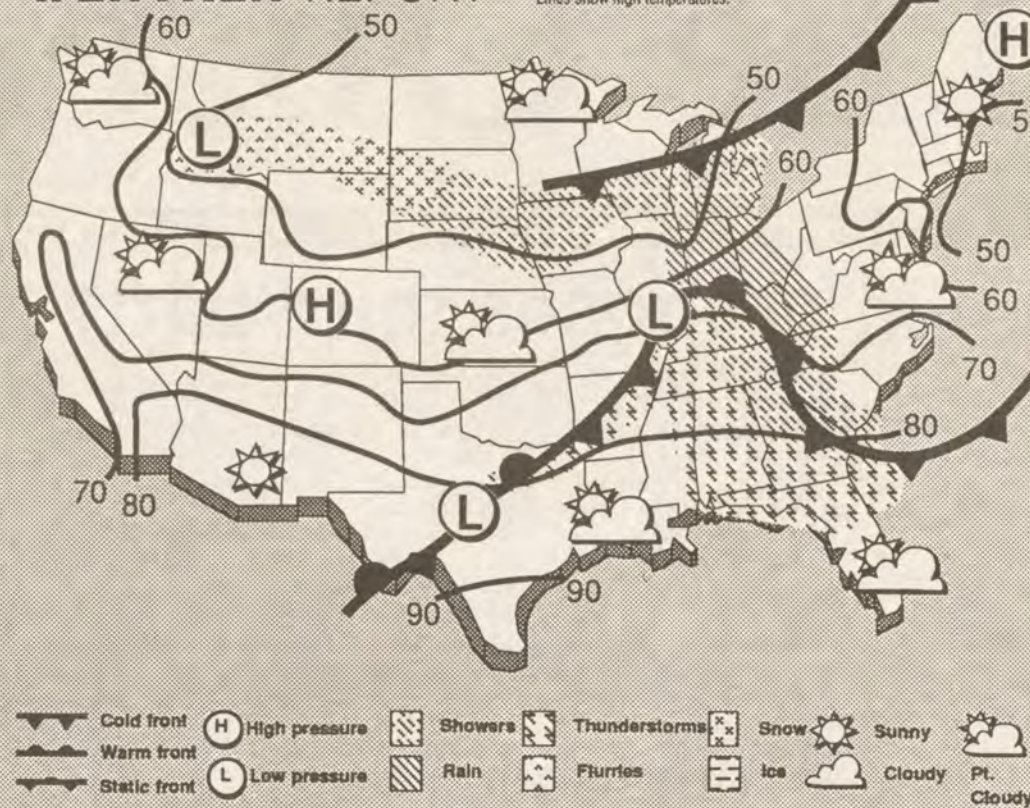 Lines show high temperatures.
60
50
H
50
60
5
L
60
50
H
L
60
70
80
70
80
L
90
90
Cold front
H High pressure
Showers
Thunderstorms
Snow
Sunny
Warm front
Static front
L Low pressure
Rain
Flurries
Ice
Cloudy
Pt.
Cloudy